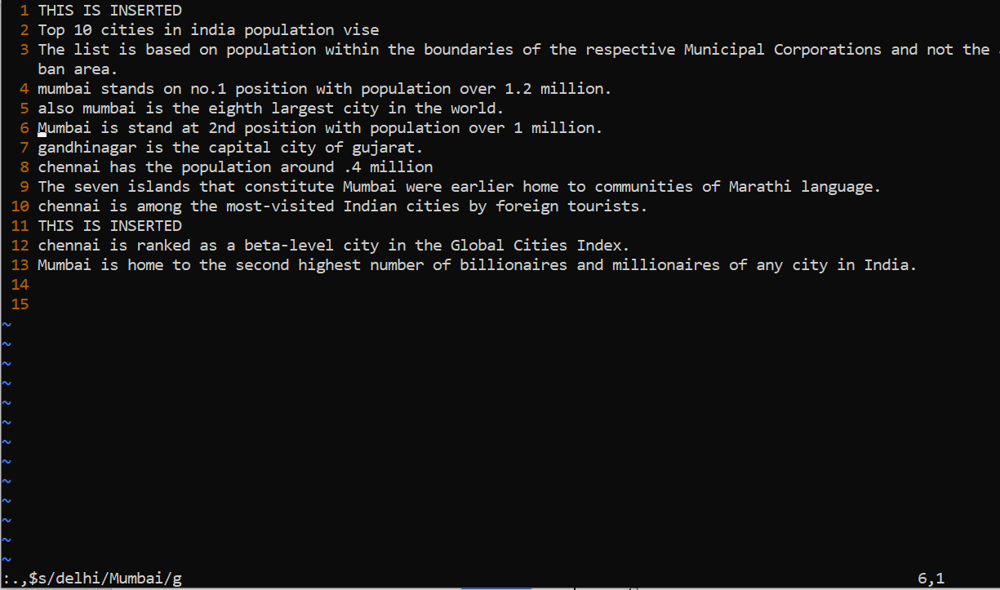 1 THIS IS INSERTED
2 Top 10 cities in india population vise
3 The list is based on population within the boundaries of the respective Municipal Corporations and not the
ban area.
4 mumbai stands on no.1 position with population over 1.2 million.
5 also mumbai is the eighth largest city in the world.
6 Mumbai is stand at 2nd position with population over 1 million.
7 gandhinagar is the capital city of gujarat.
8 chennai has the population around .4 million
9 The seven islands that constitute Mumbai were earlier home to communities of Marathi language.
10 chennai is among the most-visited Indian cities by foreign tourists.
11 THIS IS INSERTED
12 chennai is ranked as a beta-level city in the Global Cities Index.
13 Mumbai is home to the second highest number of billionaires and millionaires of any city in India.
14
15
~
~
~
~
~
~
~
~
~
~
~
~
~
:.,$s/delhi/Mumbai/g 6,1